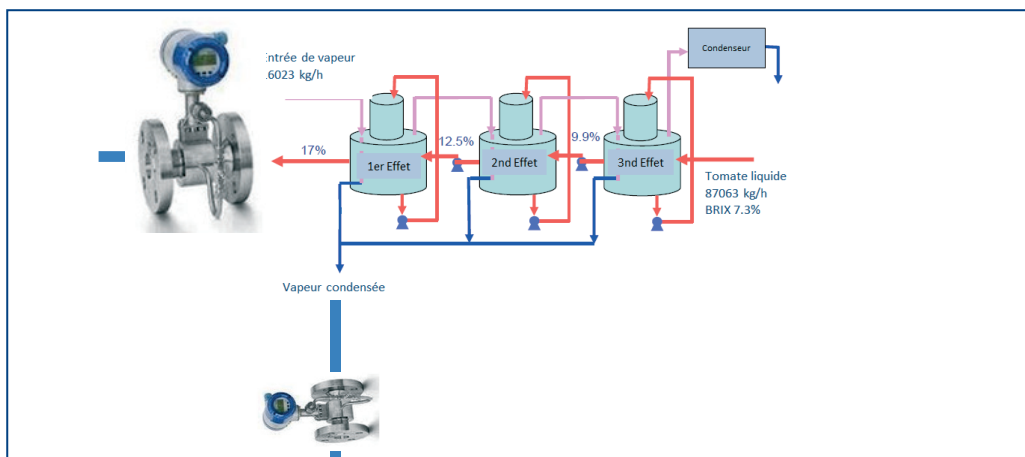 Condenseur
ntrée de vapeur
6023 kg/h
17%
12.5%
9.9%
1er Effet
2nd Effet
3nd Effet
Tomate liquide
87063 kg/h
BRIX 7.3%
Vapeur condensée